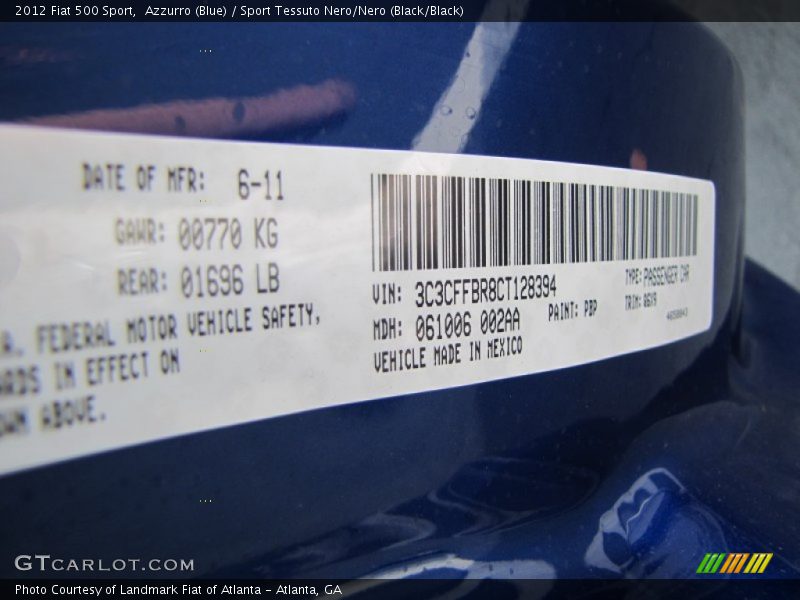 2012 Fiat 500 Sport,  Azzurro (Blue) / Sport Tessuto Nero/Nero (Black/Black)
DATE OF MFR: 6-11
GAWR: 00770 KG
REAR: 01696 LB
A. FEDERAL MOTOR VEHICLE SAFETY,
ARDS IN EFFECT ON
OWN ABOVE.
VIN: 3C3CFFBR8CT128394
TYPE: PASSENGER CAR
MDH: 061006 002AA
PAINT: PBP
TRIM: 86X9
VEHICLE MADE IN MEXICO
GTCARLOT.COM
Photo Courtesy of Landmark Fiat of Atlanta - Atlanta, GA